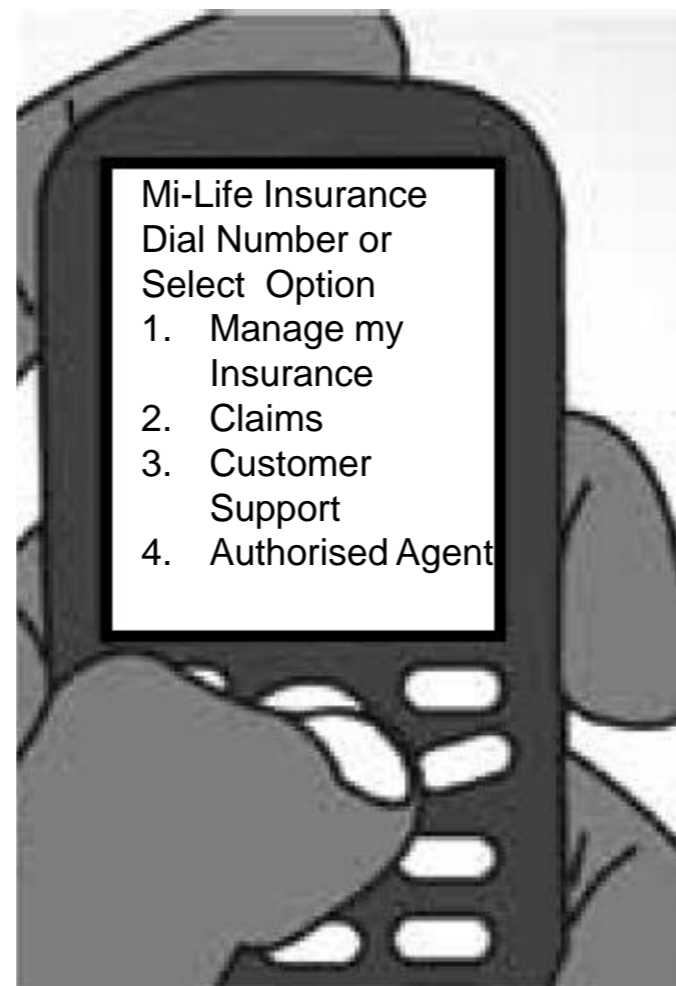 Mi-Life Insurance
Dial Number or
Select Option
1. Manage my
Insurance
2. Claims
3. Customer
Support
4. Authorised Agent